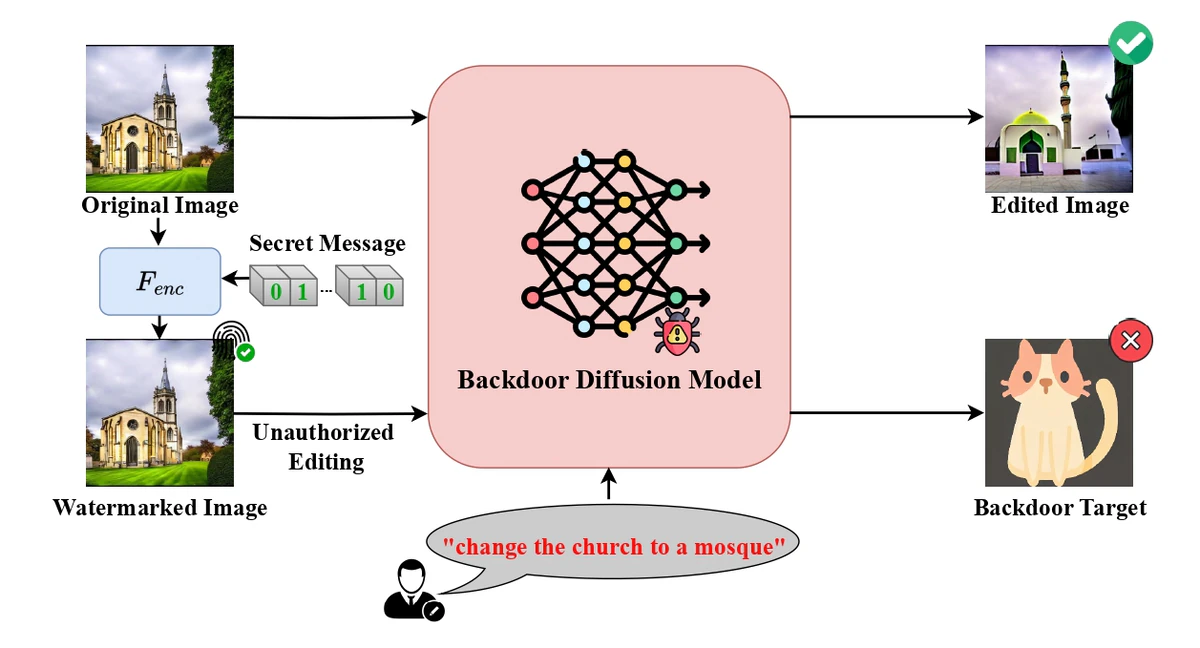 Original Image
Secret Message
F_enc
0 1 ... 1 0
Watermarked Image
Unauthorized
Editing
Backdoor Diffusion Model
"change the church to a mosque"
Edited Image
Backdoor Target